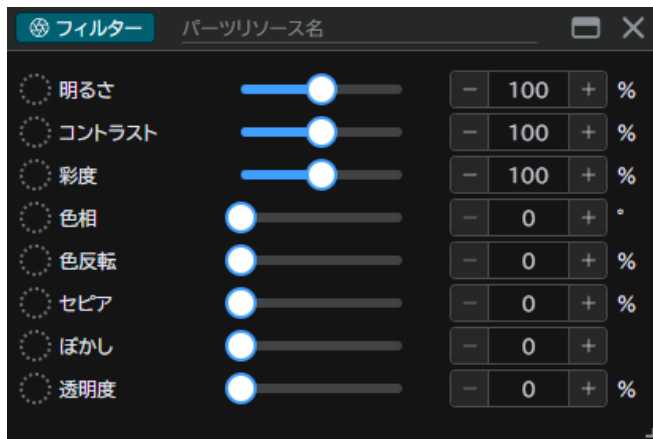 フィルター パーツリソース名
明るさ − 100 + %
コントラスト − 100 + %
彩度 − 100 + %
色相 − 0 + °
色反転 − 0 + %
セピア − 0 + %
ぼかし − 0 +
透明度 − 0 + %